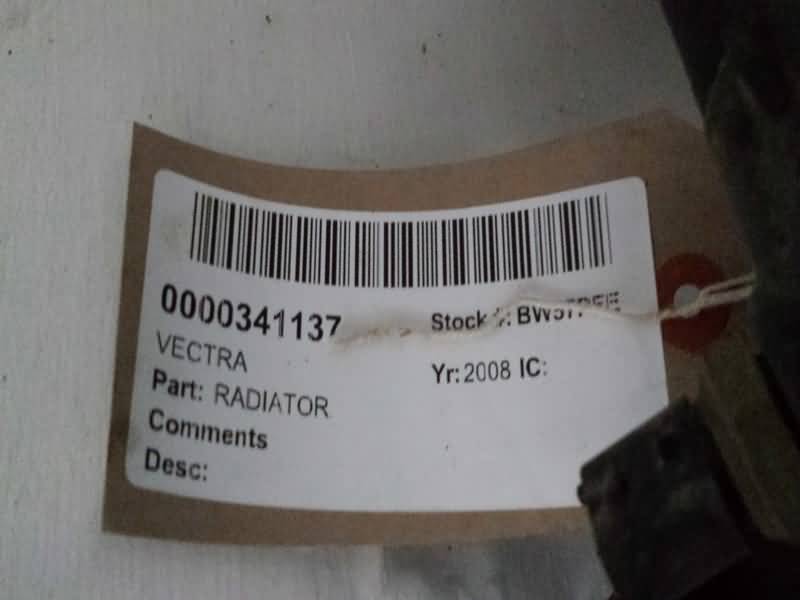 0000341137
Stock
VECTRA
Yr: 2008 IC:
Part: RADIATOR
Comments
Desc: